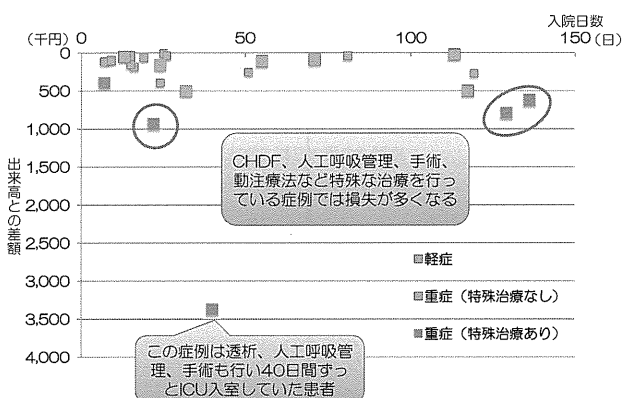 入院日数
（千円） 0 50 100 150（日）
0
500
1,000
1,500
2,000
2,500
3,000
3,500
4,000
出来高との差額
CHDF、人工呼吸管理、手術、
動注療法など特殊な治療を行っ
ている症例では損失が多くなる
軽症
重症（特殊治療なし）
重症（特殊治療あり）
この症例は透析、人工呼吸管
理、手術も行い40日間ずっ
とICU入室していた患者